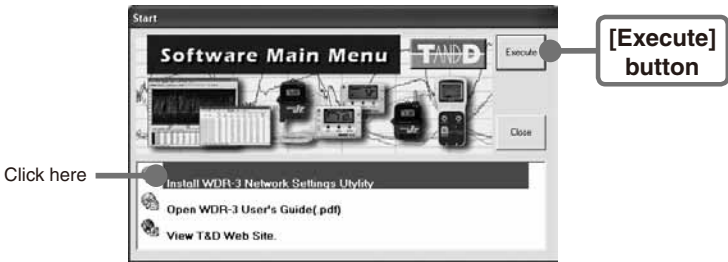 Start
Software Main Menu
TAND D
Execute
[Execute]
button
Close
Click here
Install WDR-3 Network Settings Utylity
Open WDR-3 User's Guide(.pdf)
View T&D Web Site.